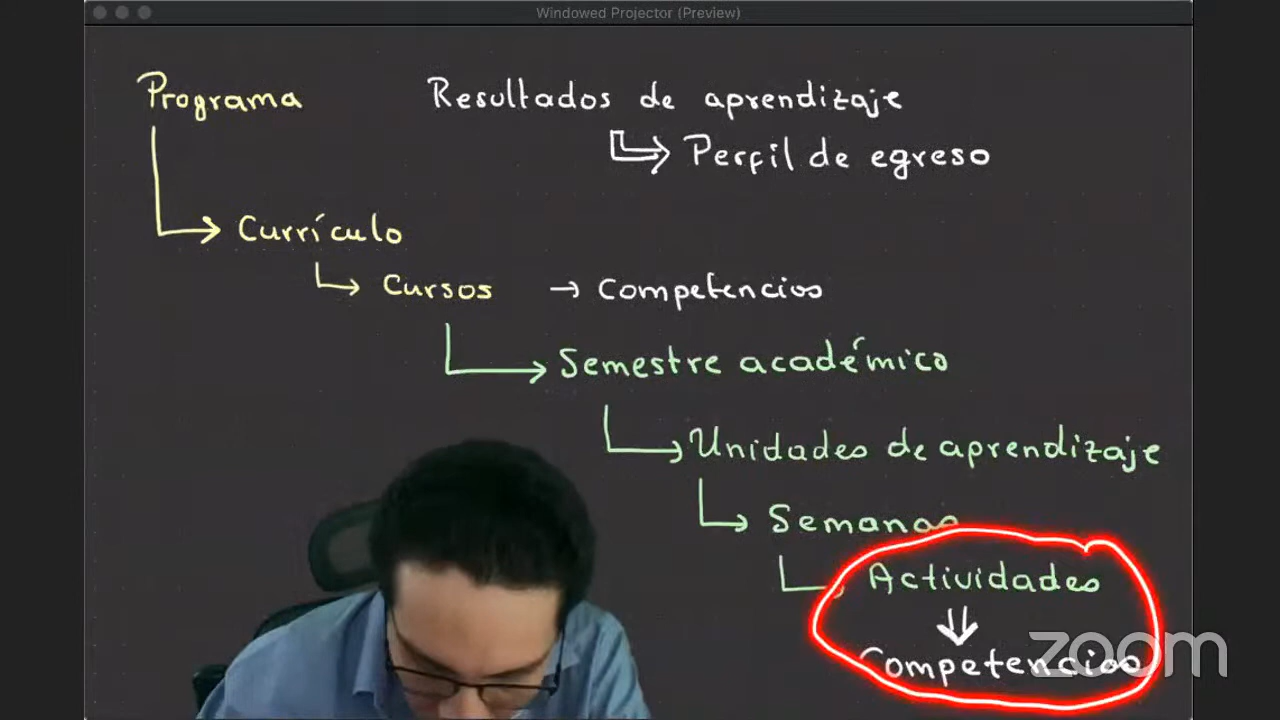 Windowed Projector (Preview)
Programa Resultados de aprendizaje
Perfil de egreso
Currículo
Cursos → Competencias
Semestre académico
Unidades de aprendizaje
Semanas
Actividades
Competencias
zoom